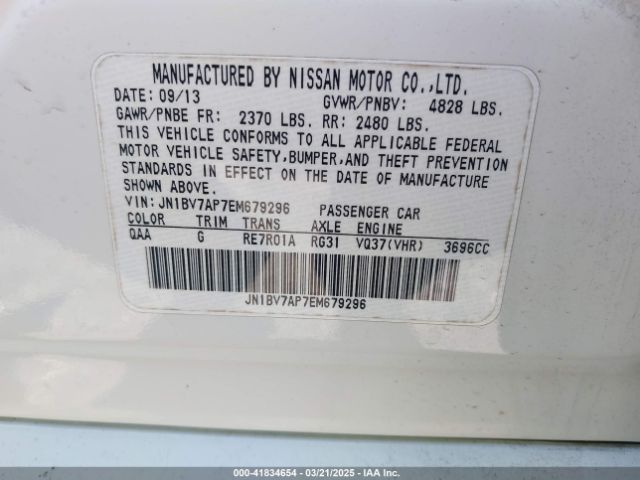 MANUFACTURED BY NISSAN MOTOR CO.,LTD.
DATE: 09/13 GVWR/PNBV: 4828 LBS.
GAWR/PNBE FR: 2370 LBS. RR: 2480 LBS.
THIS VEHICLE CONFORMS TO ALL APPLICABLE FEDERAL
MOTOR VEHICLE SAFETY,BUMPER,AND THEFT PREVENTION
STANDARDS IN EFFECT ON THE DATE OF MANUFACTURE
SHOWN ABOVE.
VIN: JN1BV7AP7EM679296 PASSENGER CAR
COLOR TRIM TRANS AXLE ENGINE
QAA G RE7R01A RG31 VQ37(VHR) 3696CC
JN1BV7AP7EM679296
000-41834654 — 03/21/2025 — © IAA HOLDINGS, LLC